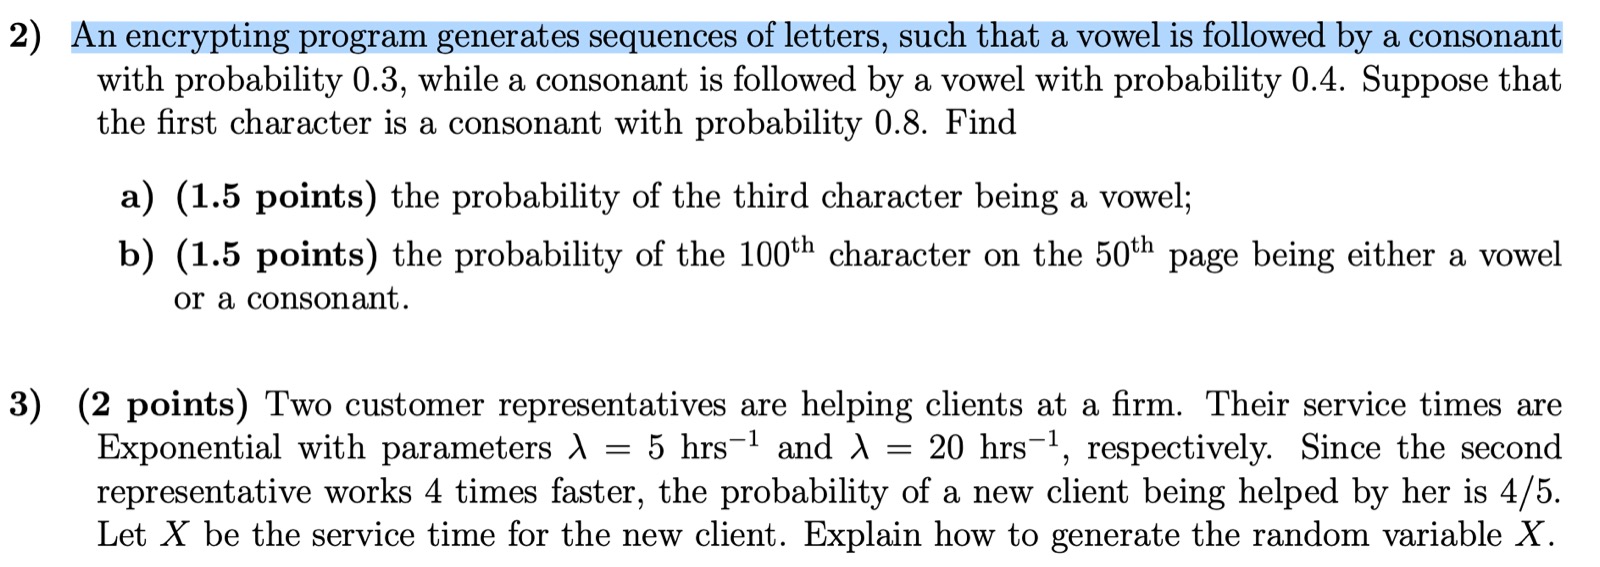 2) An encrypting program generates sequences of letters, such that a vowel is followed by a consonant
with probability 0.3, while a consonant is followed by a vowel with probability 0.4. Suppose that
the first character is a consonant with probability 0.8. Find
a) (1.5 points) the probability of the third character being a vowel;
b) (1.5 points) the probability of the 100th character on the 50th page being either a vowel
or a consonant.
3) (2 points) Two customer representatives are helping clients at a firm. Their service times are
Exponential with parameters λ = 5 hrs⁻¹ and λ = 20 hrs⁻¹, respectively. Since the second
representative works 4 times faster, the probability of a new client being helped by her is 4/5.
Let X be the service time for the new client. Explain how to generate the random variable X.